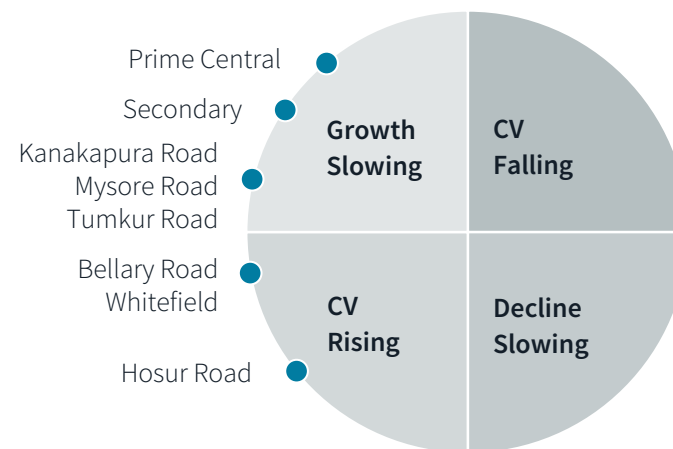 Prime Central
Secondary
Kanakapura Road
Mysore Road
Tumkur Road
Bellary Road
Whitefield
Hosur Road
Growth
Slowing
CV
Falling
CV
Rising
Decline
Slowing